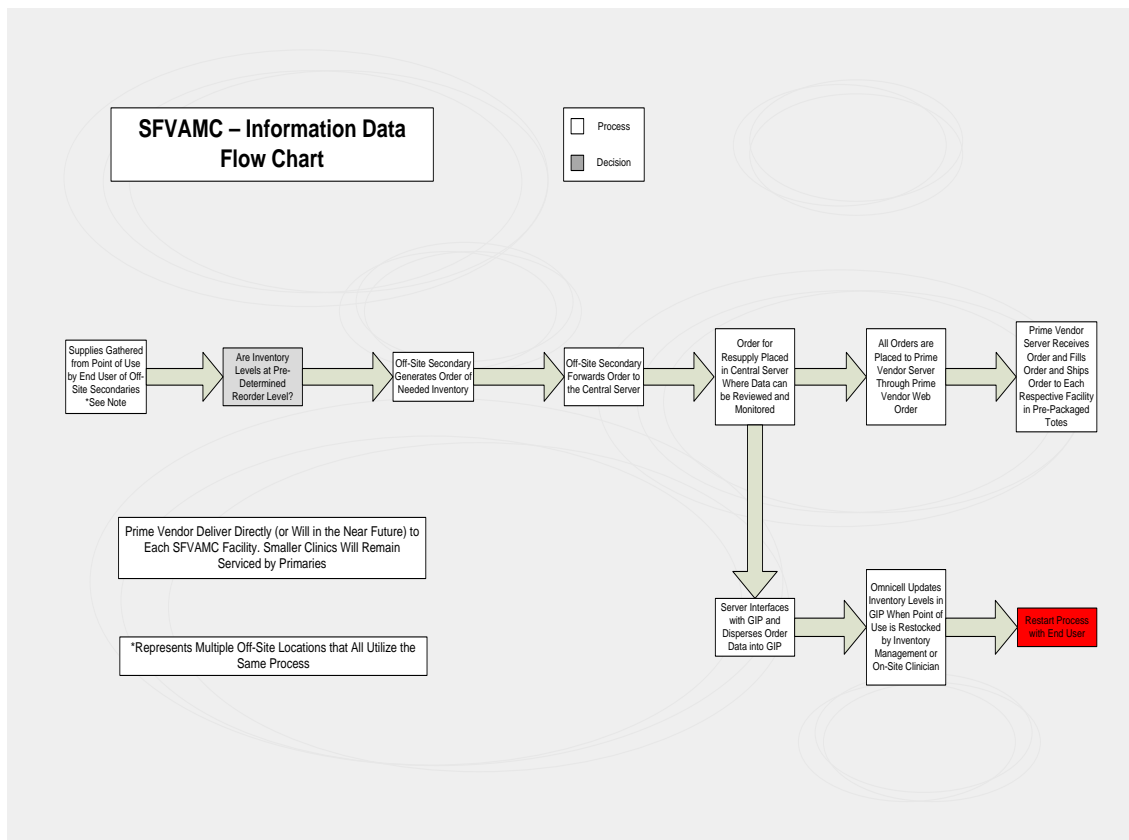 SFVAMC – Information Data
Flow Chart
Process
Decision
Supplies Gathered
from Point of Use
by End User of Off-
Site Secondaries
*See Note
Are Inventory
Levels at Pre-
Determined
Reorder Level?
Off-Site Secondary
Generates Order of
Needed Inventory
Off-Site Secondary
Forwards Order to
the Central Server
Order for
Resupply Placed
in Central Server
Where Data can
be Reviewed and
Monitored
All Orders are
Placed to Prime
Vendor Server
Through Prime
Vendor Web
Order
Prime Vendor
Server Receives
Order and Fills
Order and Ships
Order to Each
Respective Facility
in Pre-Packaged
Totes
Prime Vendor Deliver Directly (or Will in the Near Future) to
Each SFVAMC Facility. Smaller Clinics Will Remain
Serviced by Primaries
*Represents Multiple Off-Site Locations that All Utilize the
Same Process
Server Interfaces
with GIP and
Disperses Order
Data into GIP
Omnicell Updates
Inventory Levels in
GIP When Point of
Use is Restocked
by Inventory
Management or
On-Site Clinician
Restart Process
with End User